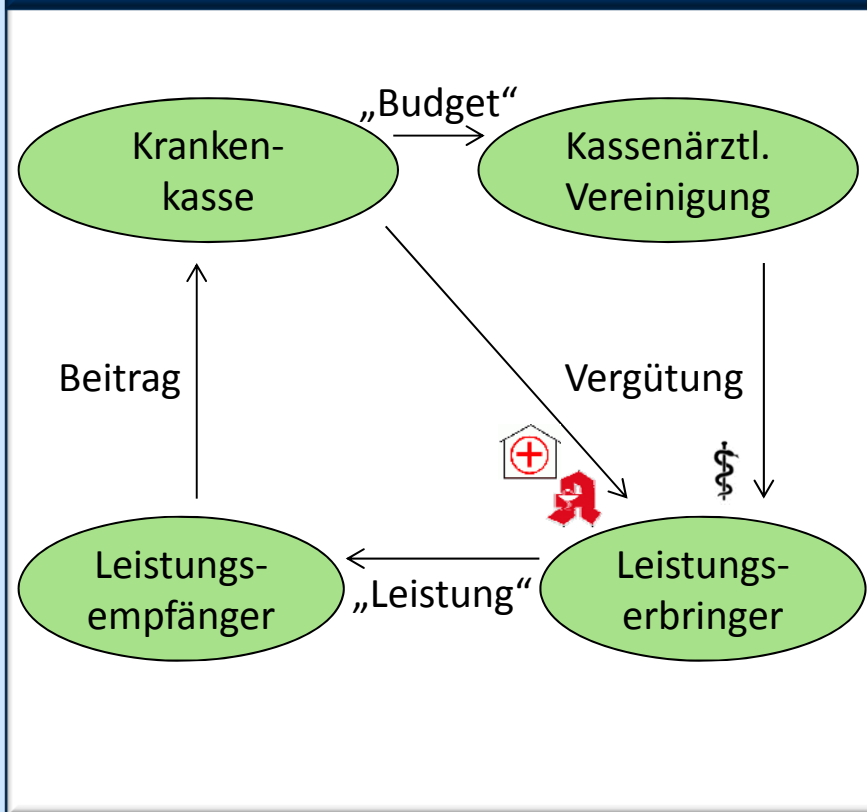 „Budget“
Kranken-
kasse
Kassenärztl.
Vereinigung
Beitrag
Vergütung
Leistungs-
empfänger
„Leistung“
Leistungs-
erbringer